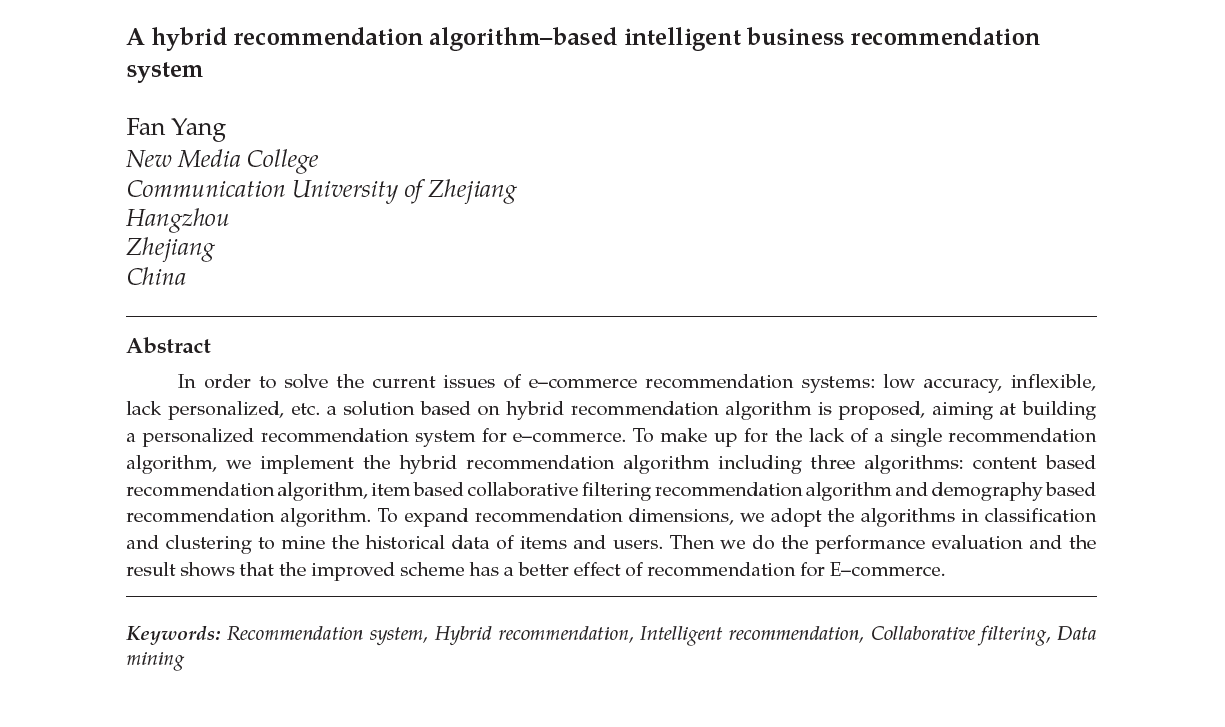 A hybrid recommendation algorithm–based intelligent business recommendation
system
Fan Yang
New Media College
Communication University of Zhejiang
Hangzhou
Zhejiang
China
Abstract
In order to solve the current issues of e–commerce recommendation systems: low accuracy, inflexible,
lack personalized, etc. a solution based on hybrid recommendation algorithm is proposed, aiming at building
a personalized recommendation system for e–commerce. To make up for the lack of a single recommendation
algorithm, we implement the hybrid recommendation algorithm including three algorithms: content based
recommendation algorithm, item based collaborative filtering recommendation algorithm and demography based
recommendation algorithm. To expand recommendation dimensions, we adopt the algorithms in classification
and clustering to mine the historical data of items and users. Then we do the performance evaluation and the
result shows that the improved scheme has a better effect of recommendation for E–commerce.
Keywords: Recommendation system, Hybrid recommendation, Intelligent recommendation, Collaborative filtering, Data
mining